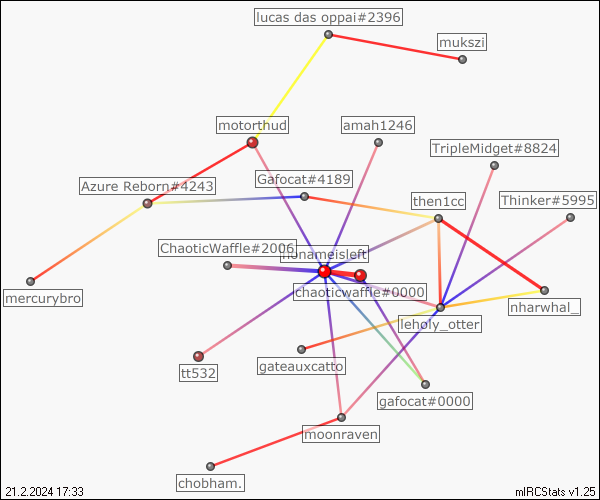 lucas das oppai#2396
mukszi
motorthud
amah1246
TripleMidget#8824
Azure Reborn#4243
Gafocat#4189
then1cc
Thinker#5995
ChaoticWaffle#2006
nonameisleft
mercurybro
chaoticwaffle#0000
nharwhal_
leholy_otter
gateauxcatto
tt532
gafocat#0000
moonraven
chobham.
21.2.2024 17:33
mIRCStats v1.25